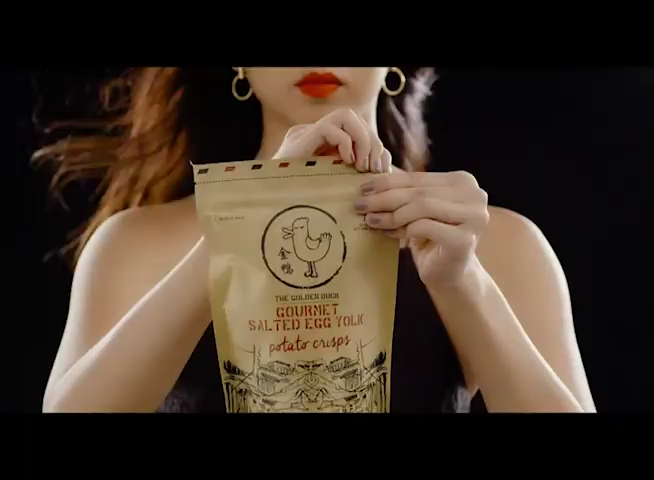 金
鴨
THE GOLDEN DUCK
GOURMET
SALTED EGG YOLK
potato crisps